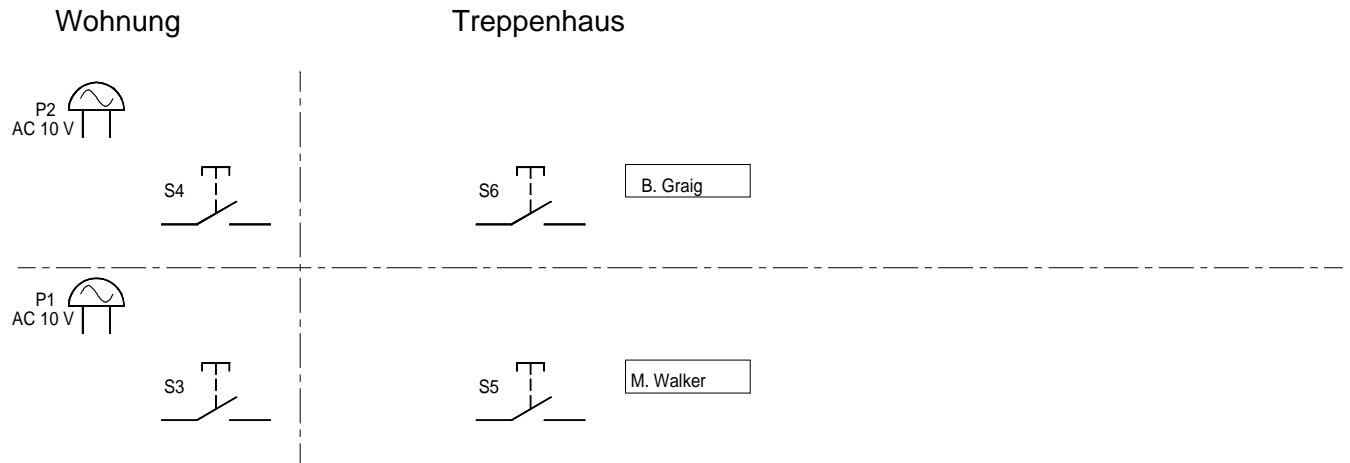 Wohnung
Treppenhaus
P2
AC 10 V
S4
S6
B. Graig
P1
AC 10 V
S3
S5
M. Walker